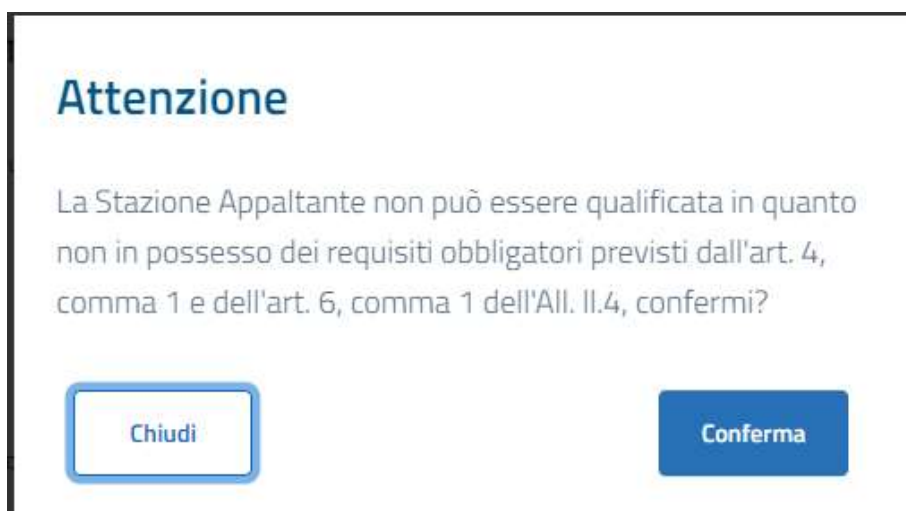 Attenzione
La Stazione Appaltante non può essere qualificata in quanto
non in possesso dei requisiti obbligatori previsti dall'art. 4,
comma 1 e dell'art. 6, comma 1 dell'All. II.4, confermi?
Chiudi
Conferma